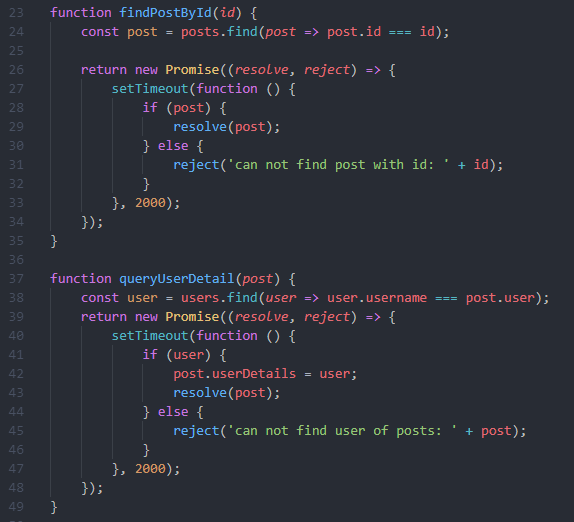 23 function findPostById(id) {
24     const post = posts.find(post => post.id === id);
25
26     return new Promise((resolve, reject) => {
27         setTimeout(function () {
28             if (post) {
29                 resolve(post);
30             } else {
31                 reject('can not find post with id: ' + id);
32             }
33         }, 2000);
34     });
35 }
36
37 function queryUserDetail(post) {
38     const user = users.find(user => user.username === post.user);
39     return new Promise((resolve, reject) => {
40         setTimeout(function () {
41             if (user) {
42                 post.userDetails = user;
43                 resolve(post);
44             } else {
45                 reject('can not find user of posts: ' + post);
46             }
47         }, 2000);
48     });
49 }